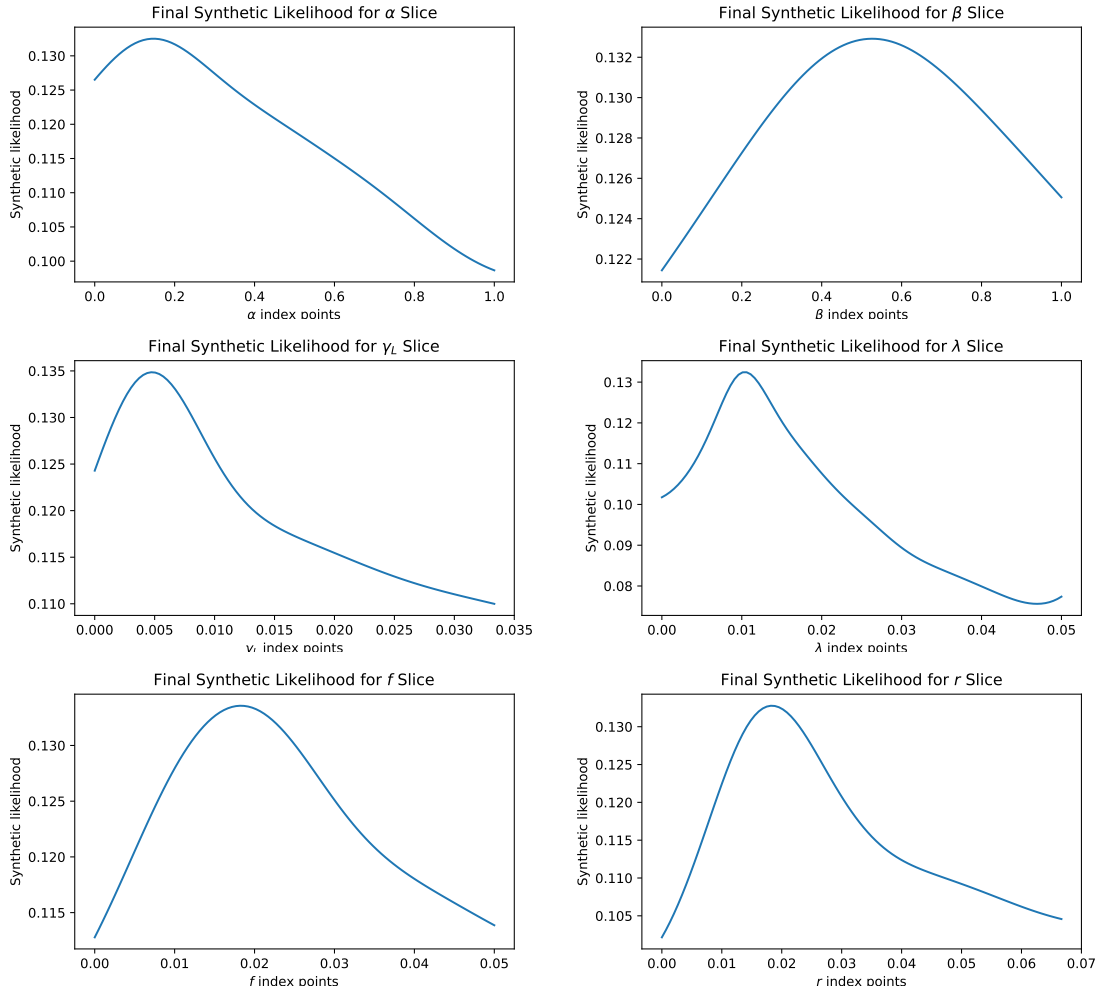 Final Synthetic Likelihood for α Slice
Synthetic likelihood
0.130
0.125
0.120
0.115
0.110
0.105
0.100
0.0 0.2 0.4 0.6 0.8 1.0
α index points
Final Synthetic Likelihood for β Slice
Synthetic likelihood
0.132
0.130
0.128
0.126
0.124
0.122
0.0 0.2 0.4 0.6 0.8 1.0
β index points
Final Synthetic Likelihood for γL Slice
Synthetic likelihood
0.135
0.130
0.125
0.120
0.115
0.110
0.000 0.005 0.010 0.015 0.020 0.025 0.030 0.035
γL index points
Final Synthetic Likelihood for λ Slice
Synthetic likelihood
0.13
0.12
0.11
0.10
0.09
0.08
0.00 0.01 0.02 0.03 0.04 0.05
λ index points
Final Synthetic Likelihood for f Slice
Synthetic likelihood
0.130
0.125
0.120
0.115
0.00 0.01 0.02 0.03 0.04 0.05
f index points
Final Synthetic Likelihood for r Slice
Synthetic likelihood
0.130
0.125
0.120
0.115
0.110
0.105
0.00 0.01 0.02 0.03 0.04 0.05 0.06 0.07
r index points